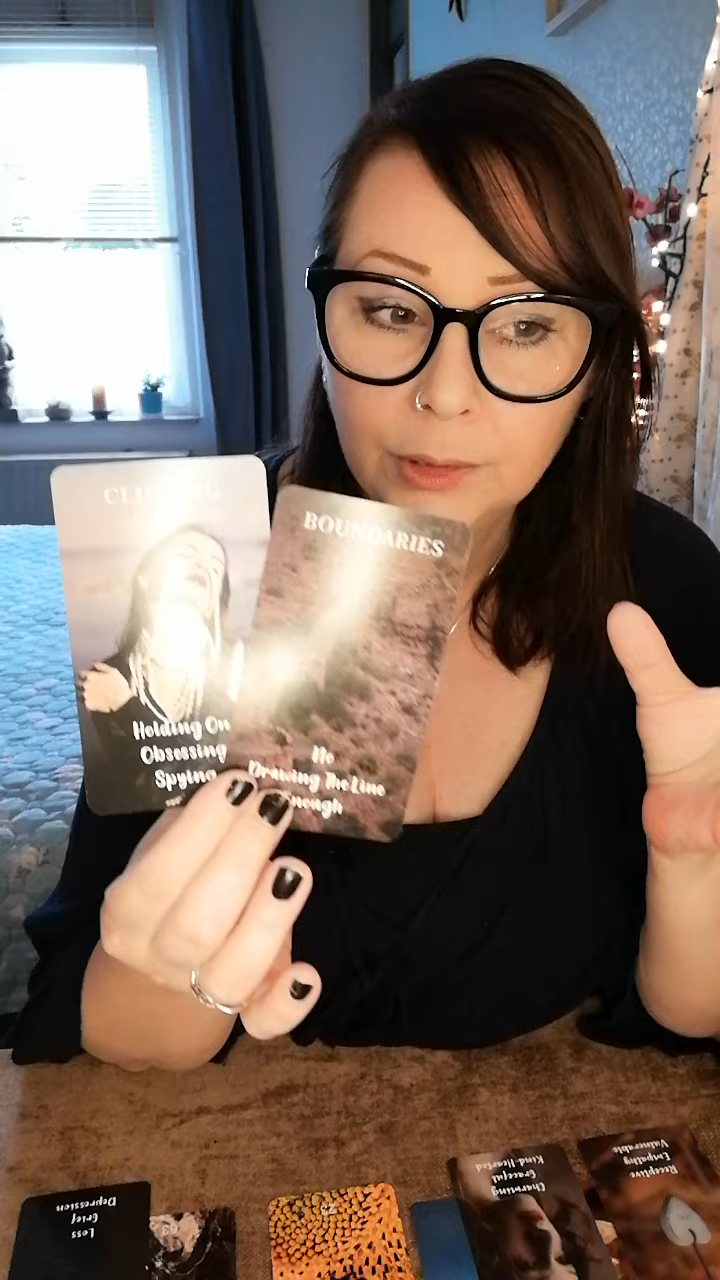 BOUNDARIES
Holding On
Obsessing
Spying
No
Drawing The Line
Enough
Depression
Grief
Loss
22
Kind Hearted
Graceful
Charming
Vulnerable
Empathy
Receptive